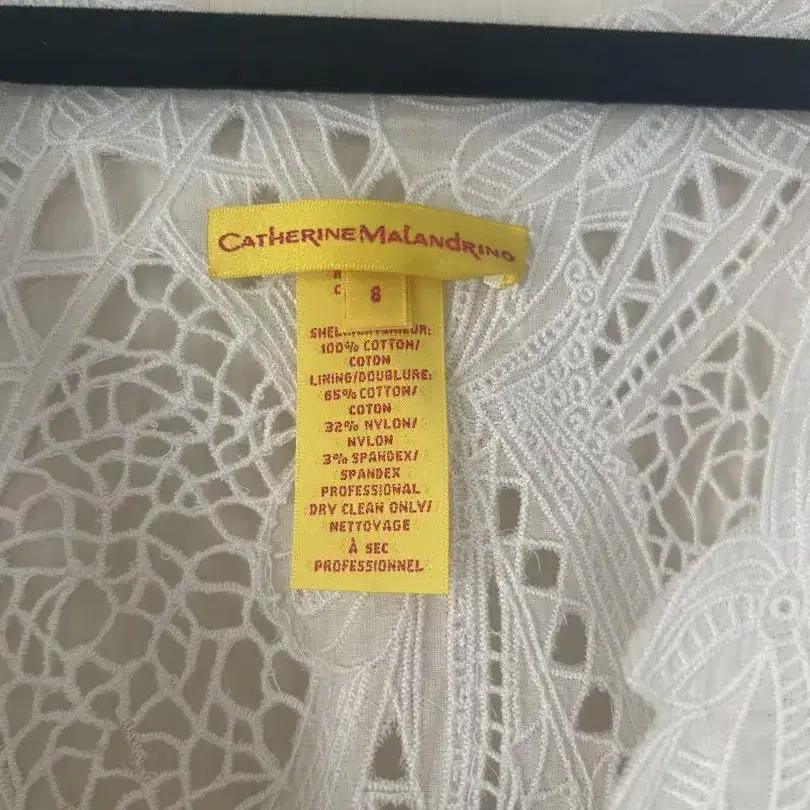 CATHERINE MALANDRINO
8
100% COTTON/
COTON
LINING/DOUBLURE:
65% COTTON/
COTON
32% NYLON/
NYLON
3% SPANDEX/
SPANDEX
PROFESSIONAL
DRY CLEAN ONLY/
NETTOYAGE
À SEC
PROFESSIONNEL